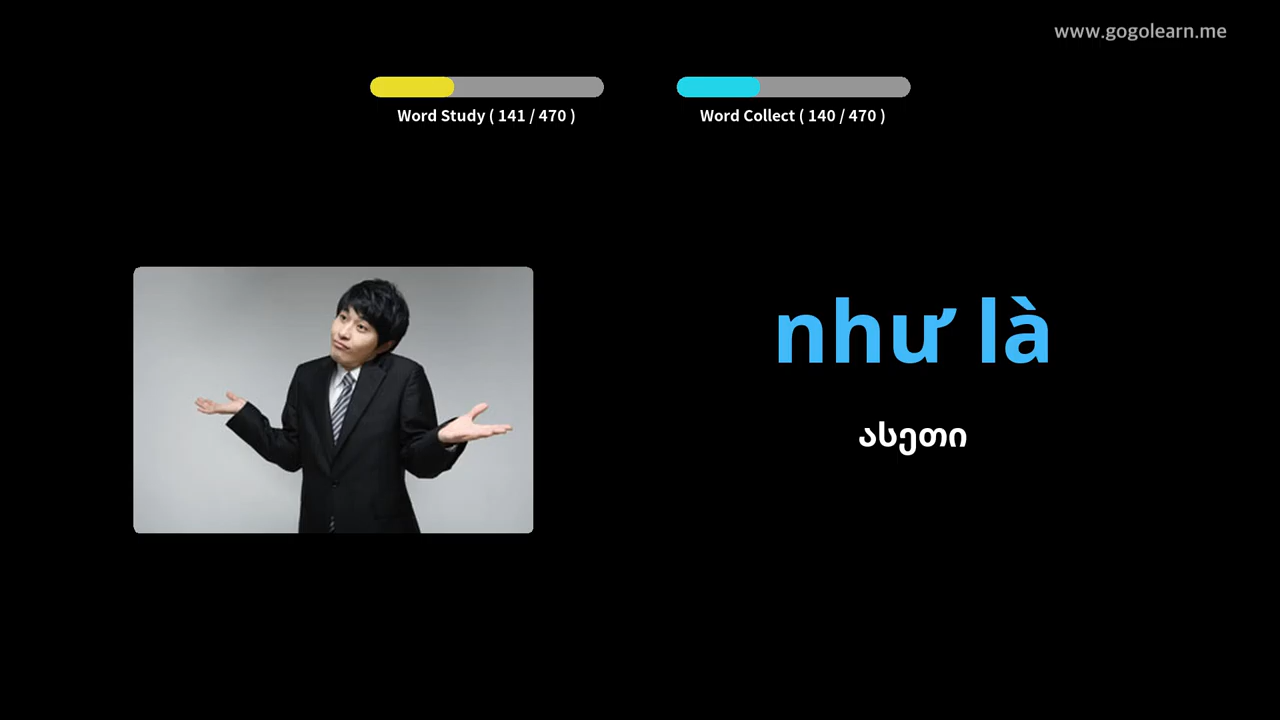 www.gogolearn.me
Word Study ( 141 / 470 )
Word Collect ( 140 / 470 )
như là
ასეთი